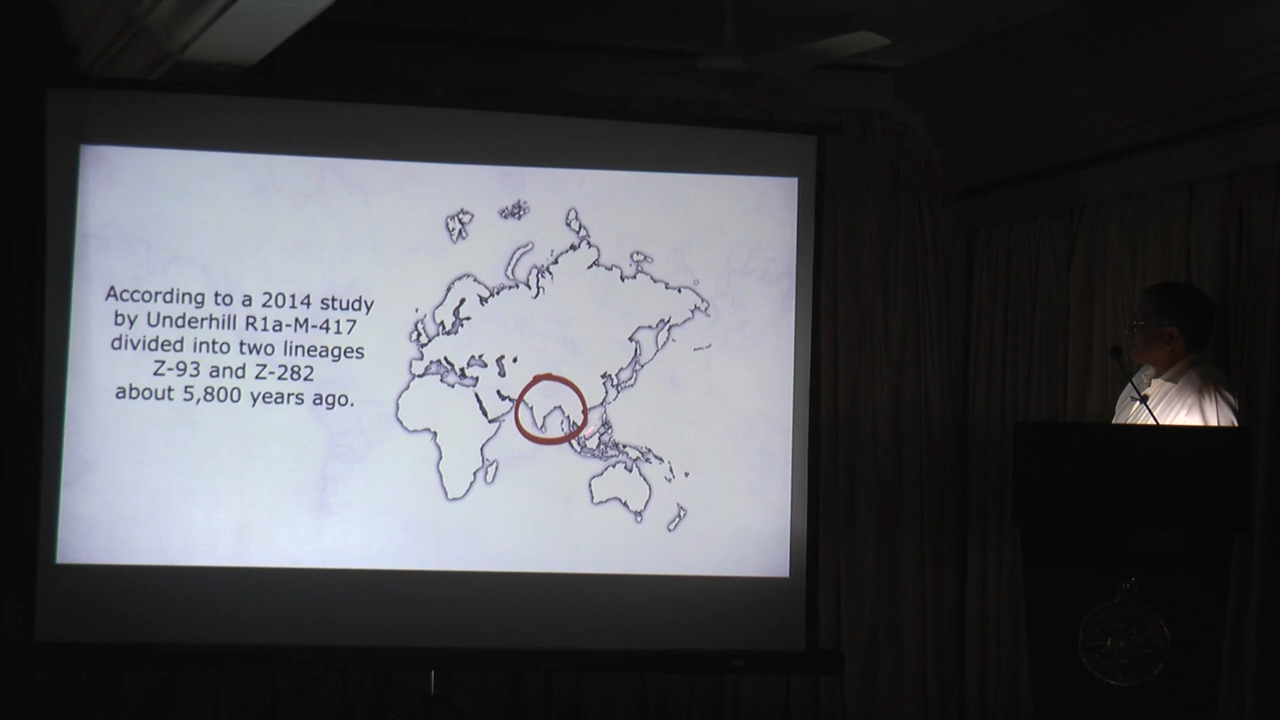 According to a 2014 study
by Underhill R1a-M-417
divided into two lineages
Z-93 and Z-282
about 5,800 years ago.